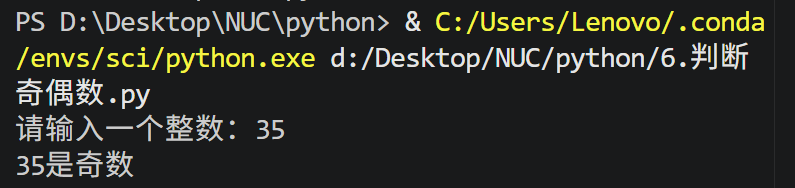 PS D:\Desktop\NUC\python> & C:/Users/Lenovo/.conda
/envs/sci/python.exe d:/Desktop/NUC/python/6.判断
奇偶数.py
请输入一个整数: 35
35是奇数